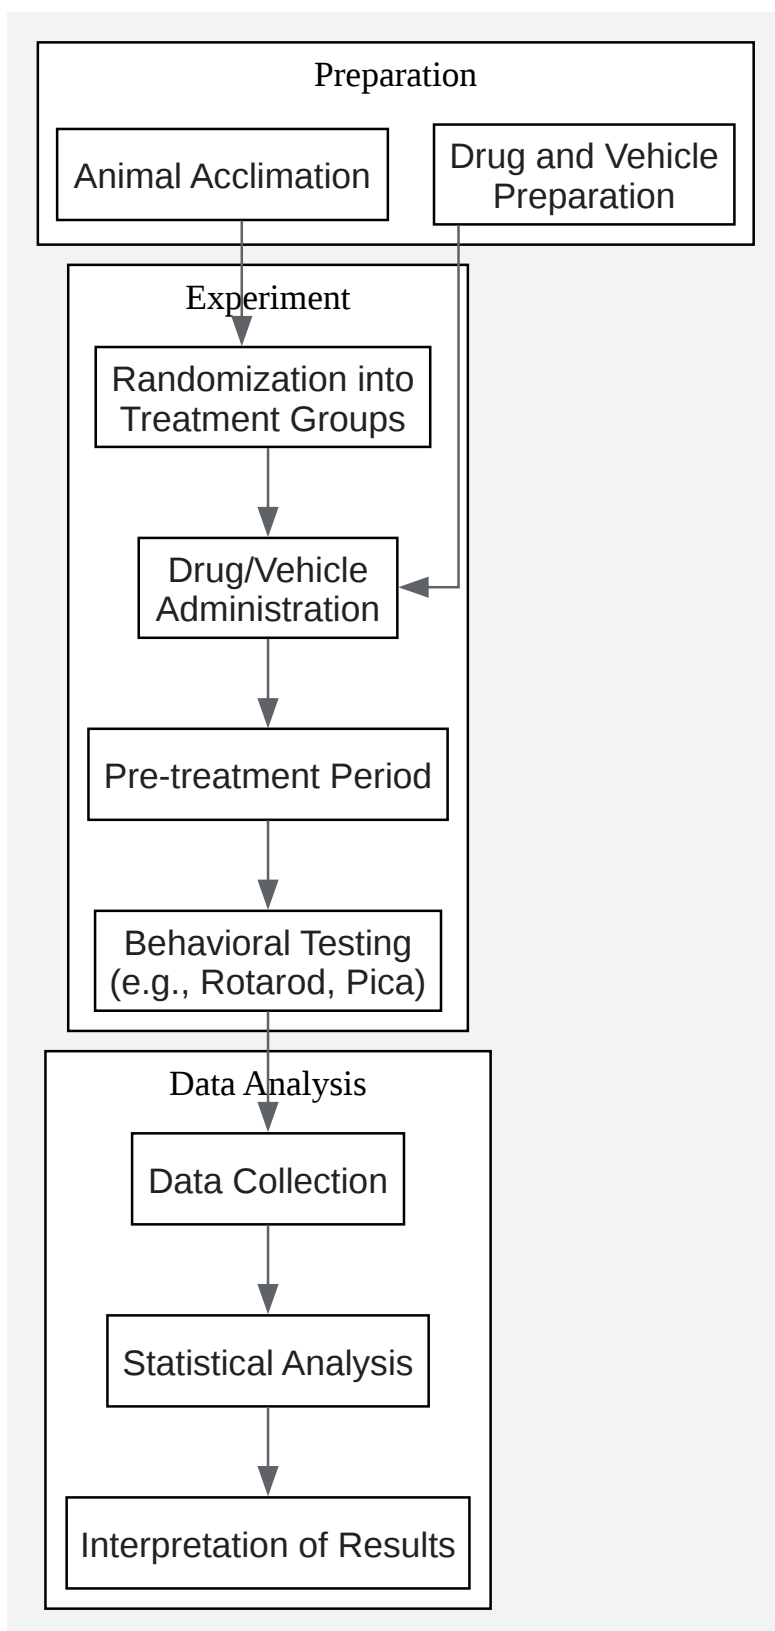 Preparation
Animal Acclimation
Drug and Vehicle
Preparation
Experiment
Randomization into
Treatment Groups
Drug/Vehicle
Administration
Pre-treatment Period
Behavioral Testing
(e.g., Rotarod, Pica)
Data Analysis
Data Collection
Statistical Analysis
Interpretation of Results